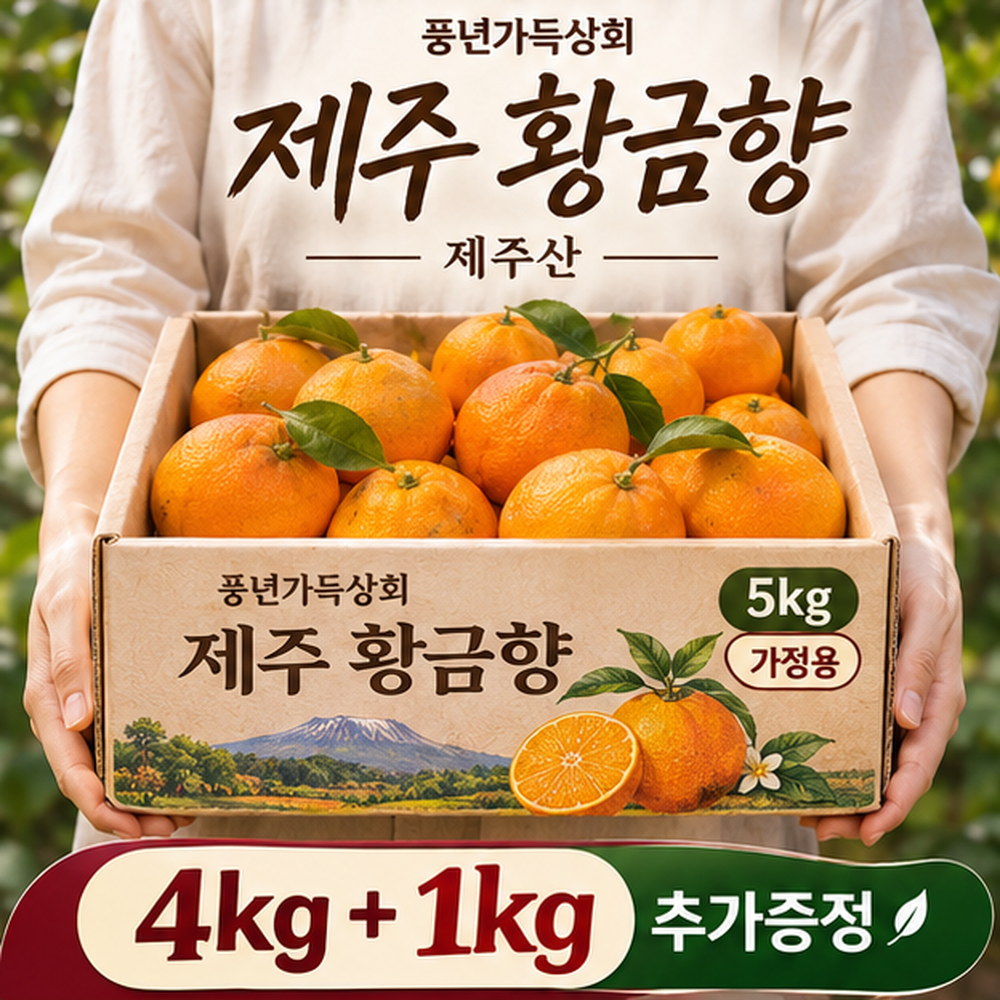 풍년가득상회
제주 황금향
제주산
풍년가득상회
제주 황금향
5kg
가정용
4kg + 1kg 추가증정